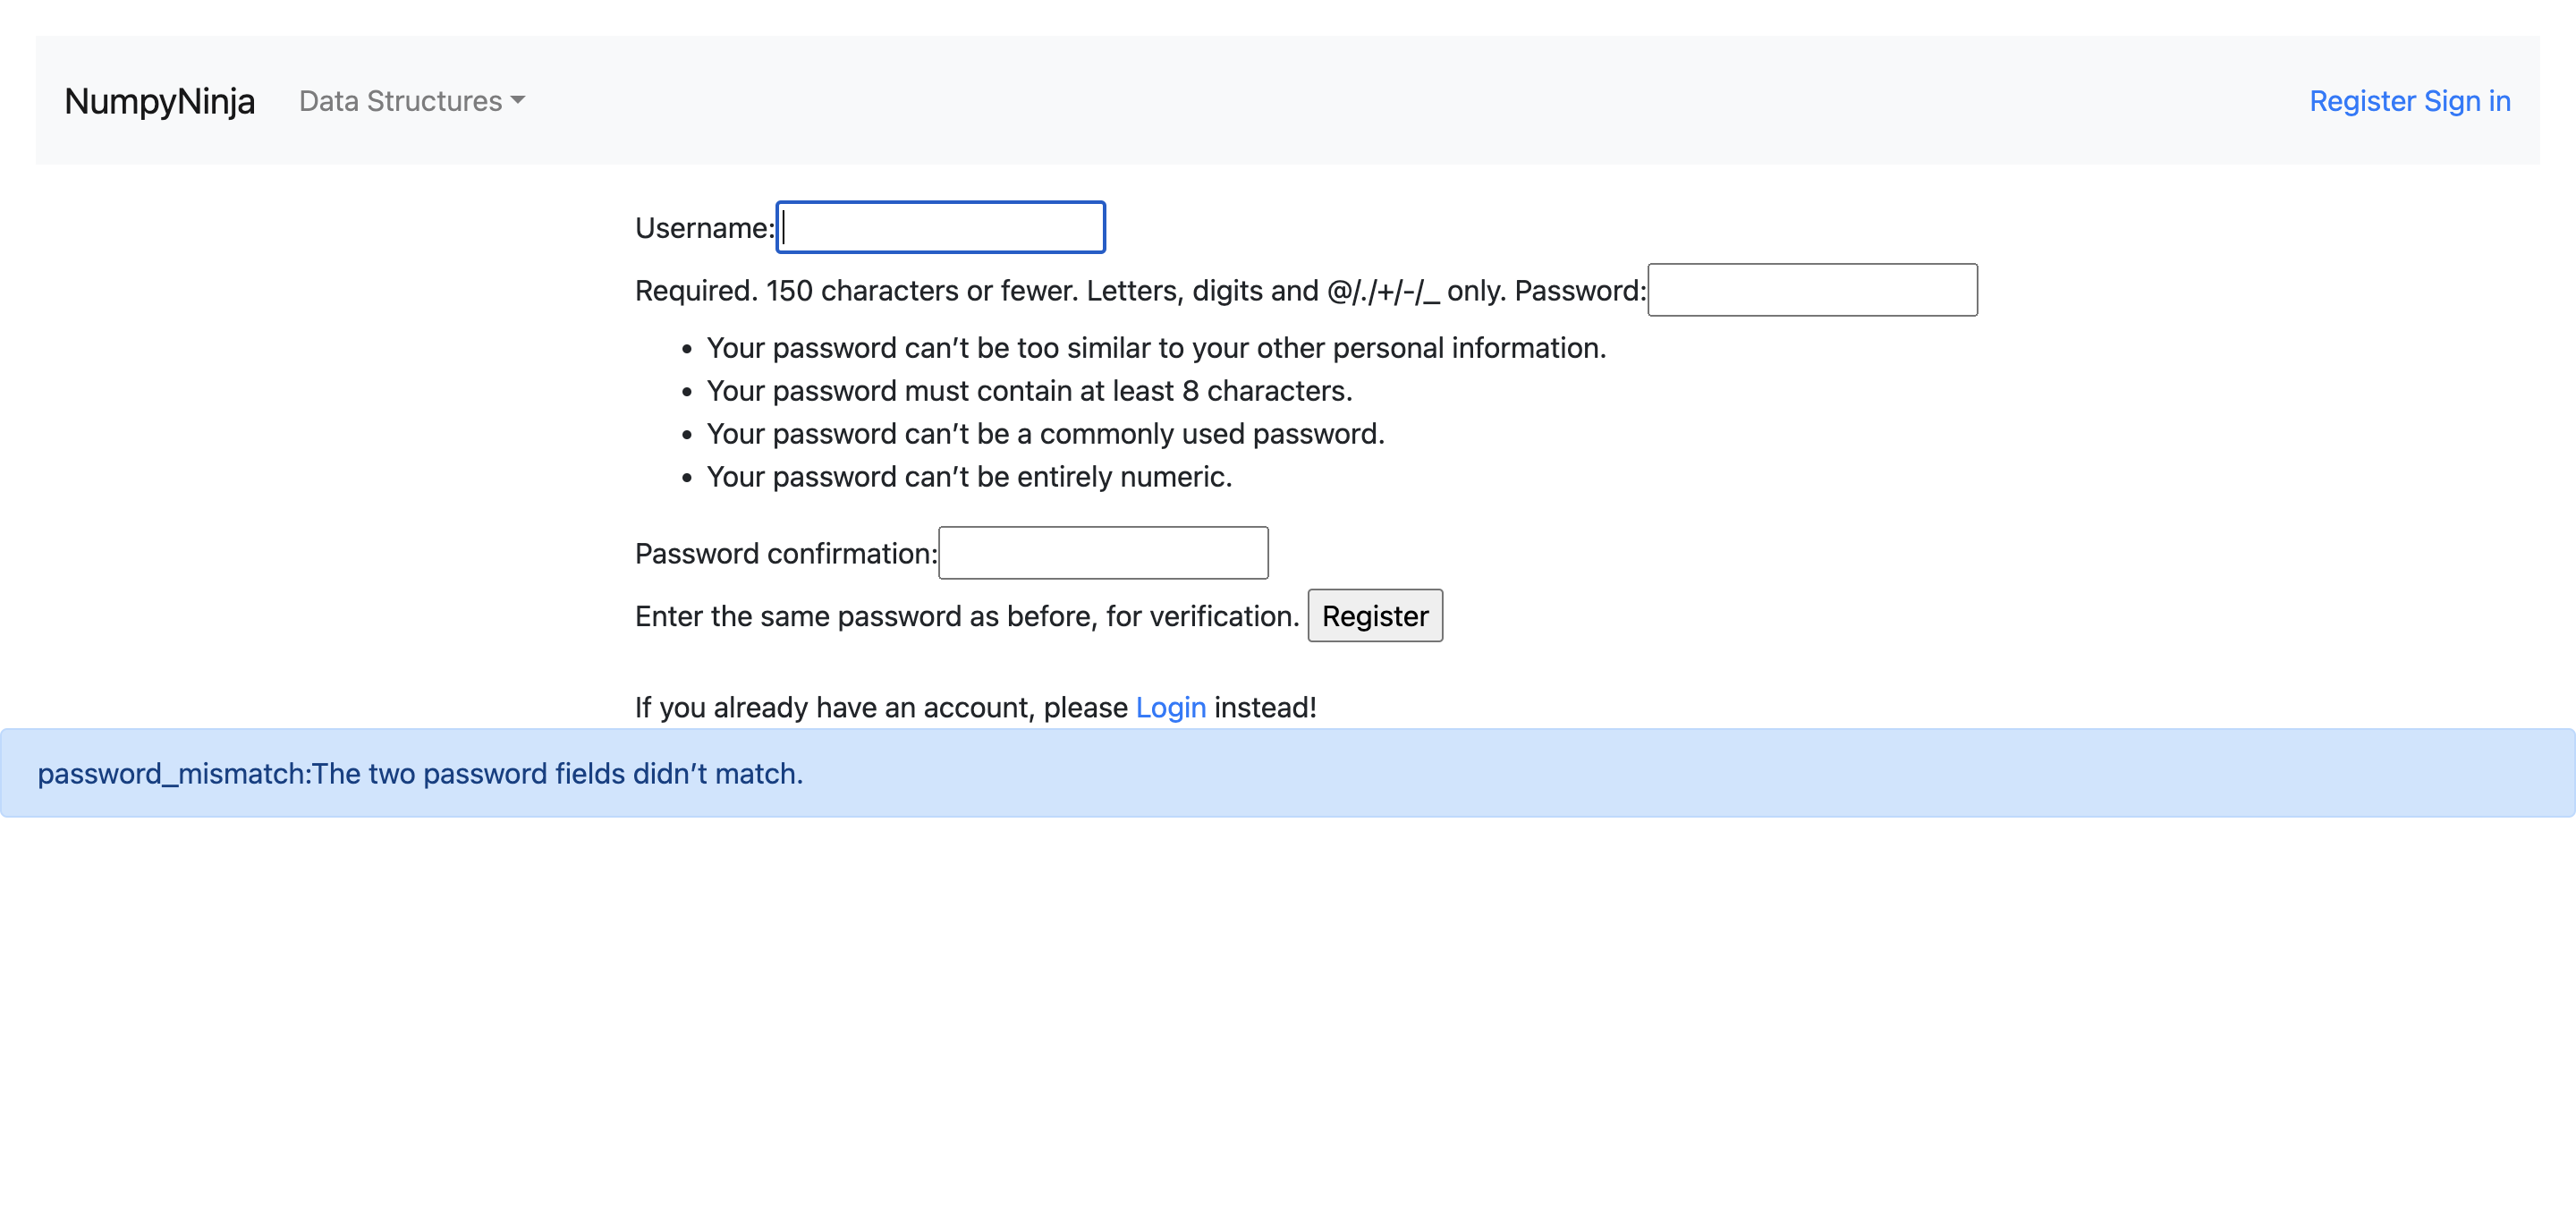 NumpyNinja Data Structures Register Sign in
Username:
Required. 150 characters or fewer. Letters, digits and @/./+/-/_ only. Password:
• Your password can’t be too similar to your other personal information.
• Your password must contain at least 8 characters.
• Your password can’t be a commonly used password.
• Your password can’t be entirely numeric.
Password confirmation:
Enter the same password as before, for verification. Register
If you already have an account, please Login instead!
password_mismatch:The two password fields didn’t match.